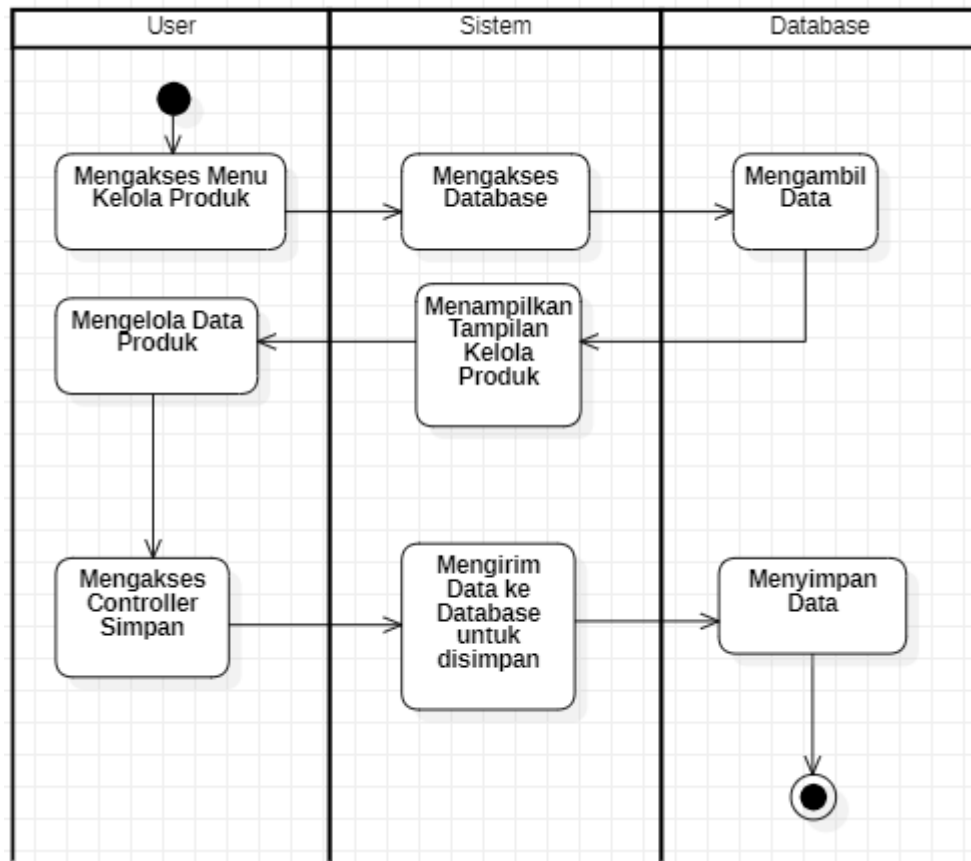 User
Sistem
Database
Mengakses Menu
Kelola Produk
Mengakses
Database
Mengambil
Data
Mengelola Data
Produk
Menampilkan
Tampilan
Kelola
Produk
Mengakses
Controller
Simpan
Mengirim
Data ke
Database
untuk
disimpan
Menyimpan
Data